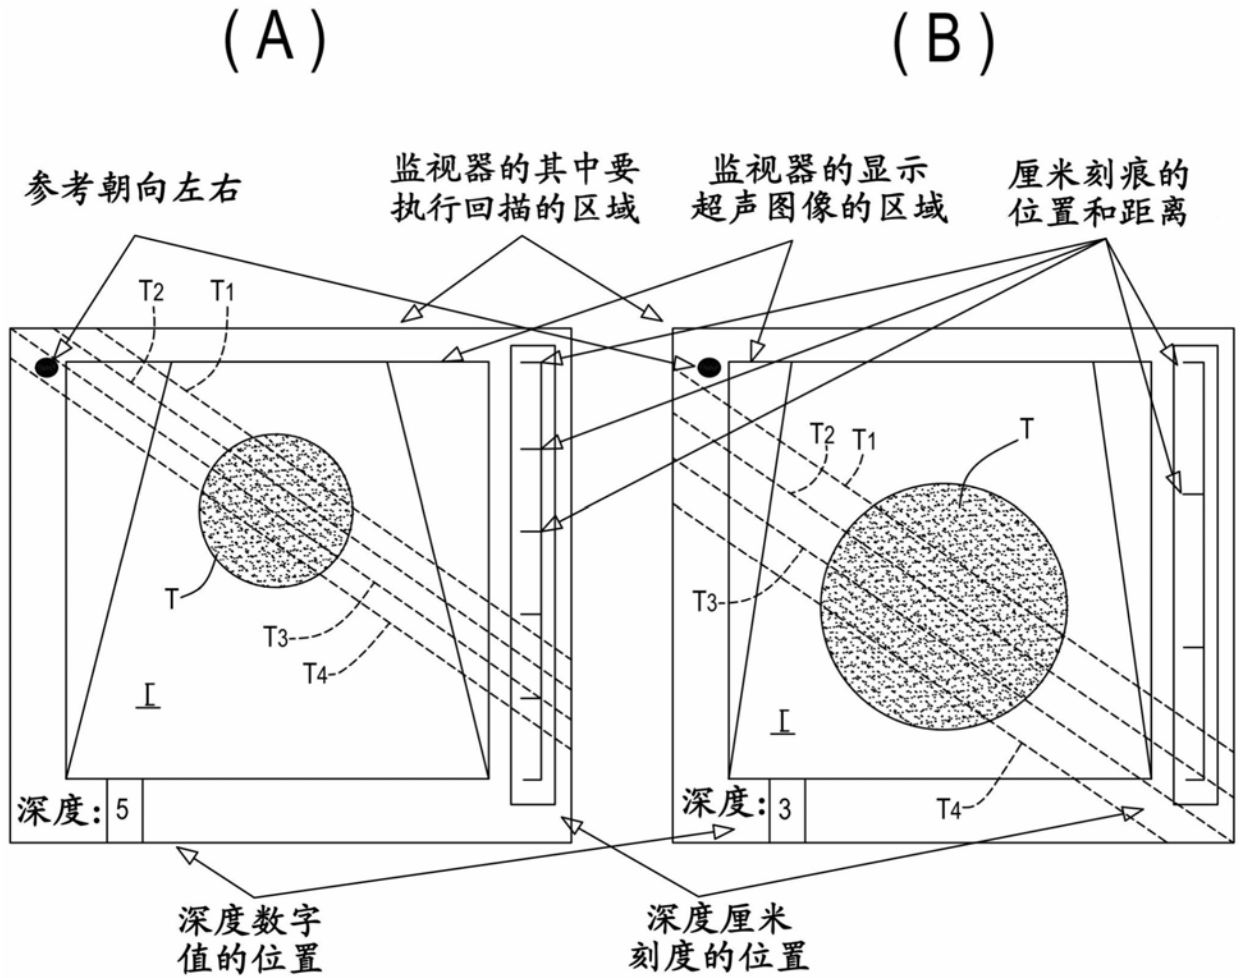 (A)
(B)
参考朝向左右
监视器的其中要
执行回描的区域
监视器的显示
超声图像的区域
厘米刻痕的
位置和距离
T2
T1
T
T3
T4
I
深度: 5
T2
T1
T
T3
T4
I
深度: 3
深度数字
值的位置
深度厘米
刻度的位置